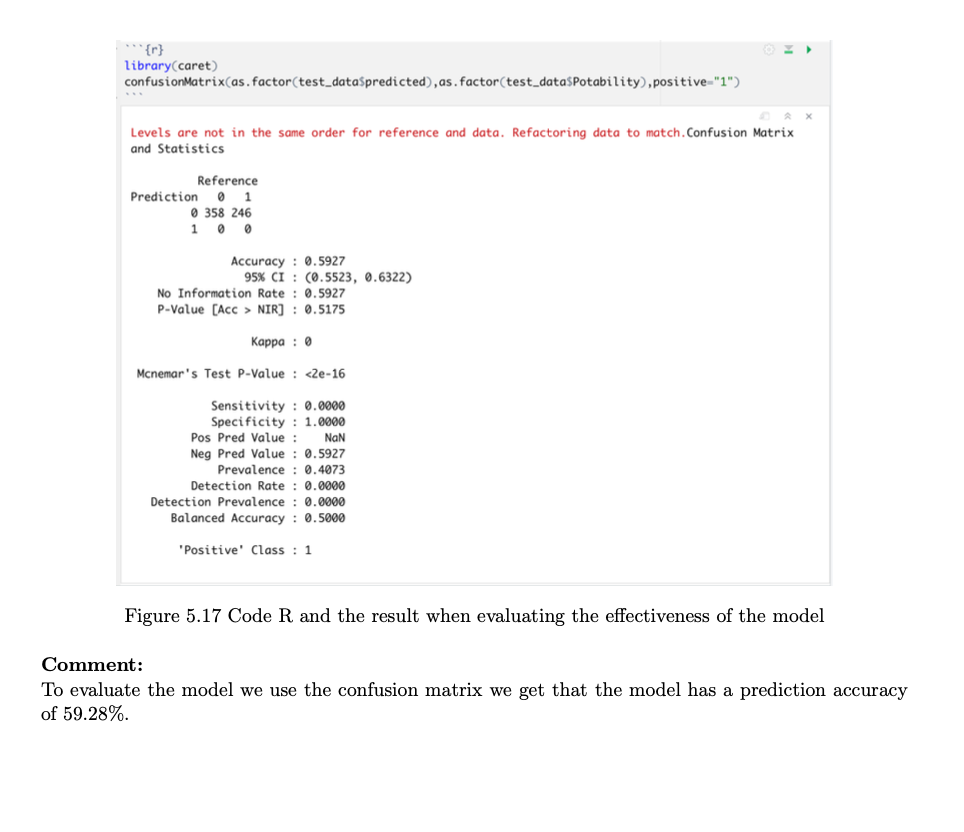 ```{r}
library(caret)
confusionMatrix(as.factor(test_data$predicted),as.factor(test_data$Potability),positive="1")
```
Levels are not in the same order for reference and data. Refactoring data to match.Confusion Matrix
and Statistics
Reference
Prediction 0 1
0 358 246
1 0 0
Accuracy : 0.5927
95% CI : (0.5523, 0.6322)
No Information Rate : 0.5927
P-Value [Acc > NIR] : 0.5175
Kappa : 0
Mcnemar's Test P-Value : <2e-16
Sensitivity : 0.0000
Specificity : 1.0000
Pos Pred Value : NaN
Neg Pred Value : 0.5927
Prevalence : 0.4073
Detection Rate : 0.0000
Detection Prevalence : 0.0000
Balanced Accuracy : 0.5000
'Positive' Class : 1
Figure 5.17 Code R and the result when evaluating the effectiveness of the model
Comment:
To evaluate the model we use the confusion matrix we get that the model has a prediction accuracy
of 59.28%.